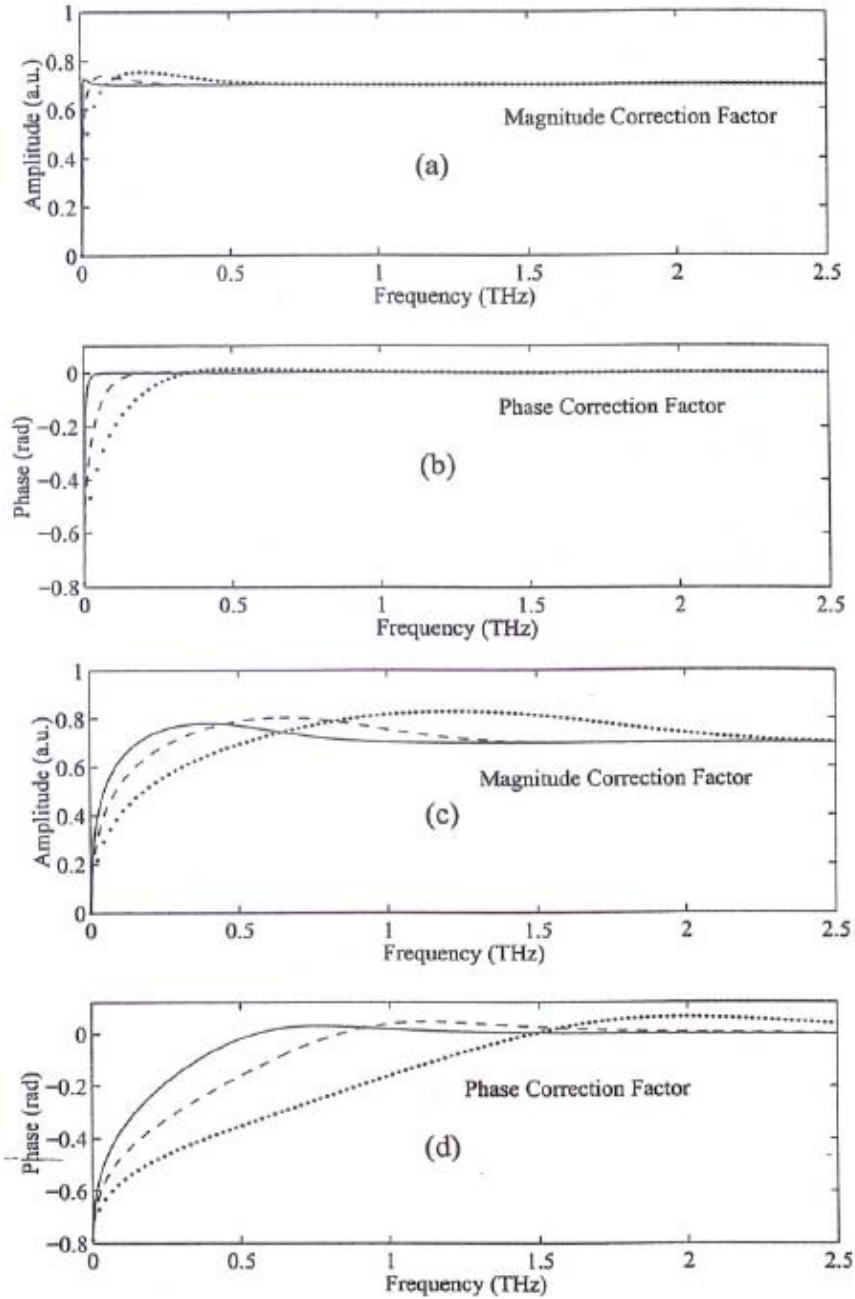 1
0.8
0.6
0.4
0.2
0
Amplitude (a.u.)
Magnitude Correction Factor
(a)
0 0.5 1 1.5 2 2.5
Frequency (THz)
0
−0.2
−0.4
−0.6
−0.8
Phase (rad)
Phase Correction Factor
(b)
0 0.5 1 1.5 2 2.5
Frequency (THz)
1
0.8
0.6
0.4
0.2
0
Amplitude (a.u.)
Magnitude Correction Factor
(c)
0 0.5 1 1.5 2 2.5
Frequency (THz)
0
−0.2
−0.4
−0.6
−0.8
Phase (rad)
Phase Correction Factor
(d)
0 0.5 1 1.5 2 2.5
Frequency (THz)